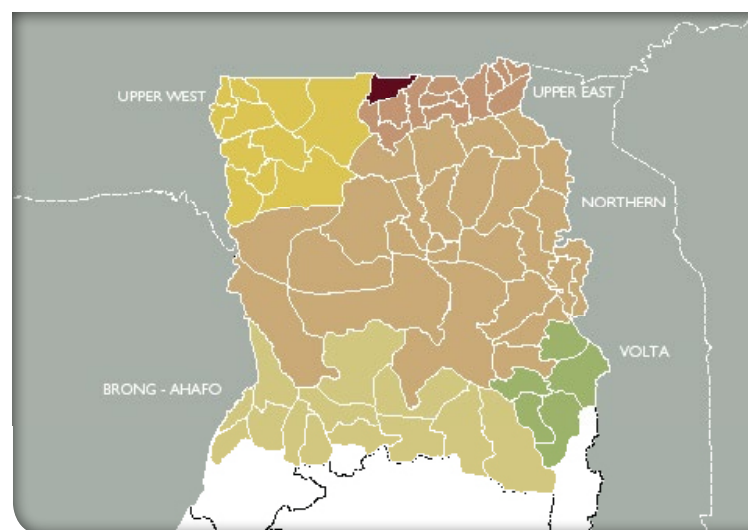 UPPER WEST
UPPER EAST
NORTHERN
VOLTA
BRONG - AHAFO